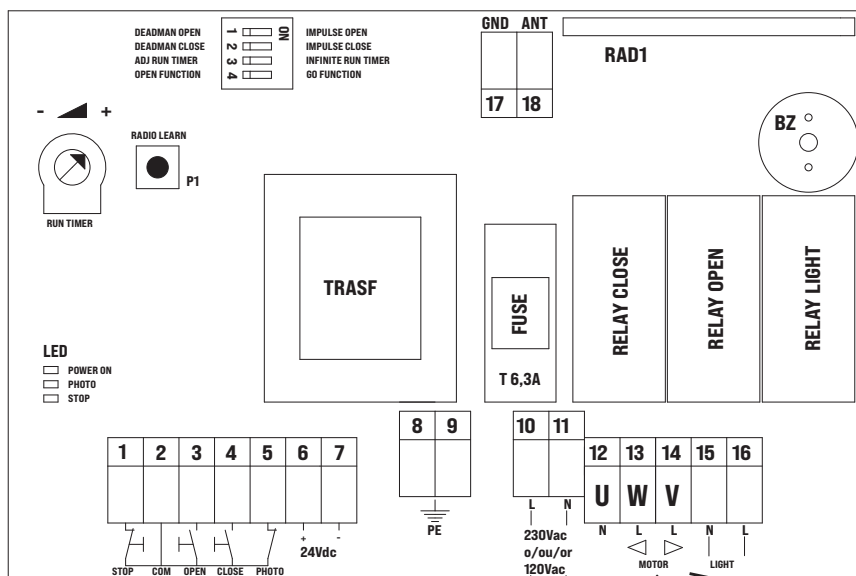 DEADMAN OPEN 1 ON IMPULSE OPEN
DEADMAN CLOSE 2 IMPULSE CLOSE
ADJ RUN TIMER 3 INFINITE RUN TIMER
OPEN FUNCTION 4 GO FUNCTION
GND ANT
17 18
RAD1
BZ
- +
RADIO LEARN
P1
RUN TIMER
TRASF
FUSE
T 6,3A
RELAY CLOSE
RELAY OPEN
RELAY LIGHT
LED
POWER ON
PHOTO
STOP
8 9
PE
10 11
L N
230Vac
o/ou/or
120Vac
1 2 3 4 5 6 7
+ -
24Vdc
STOP COM OPEN CLOSE PHOTO
12 13 14 15 16
U W V
N L L N L
MOTOR LIGHT